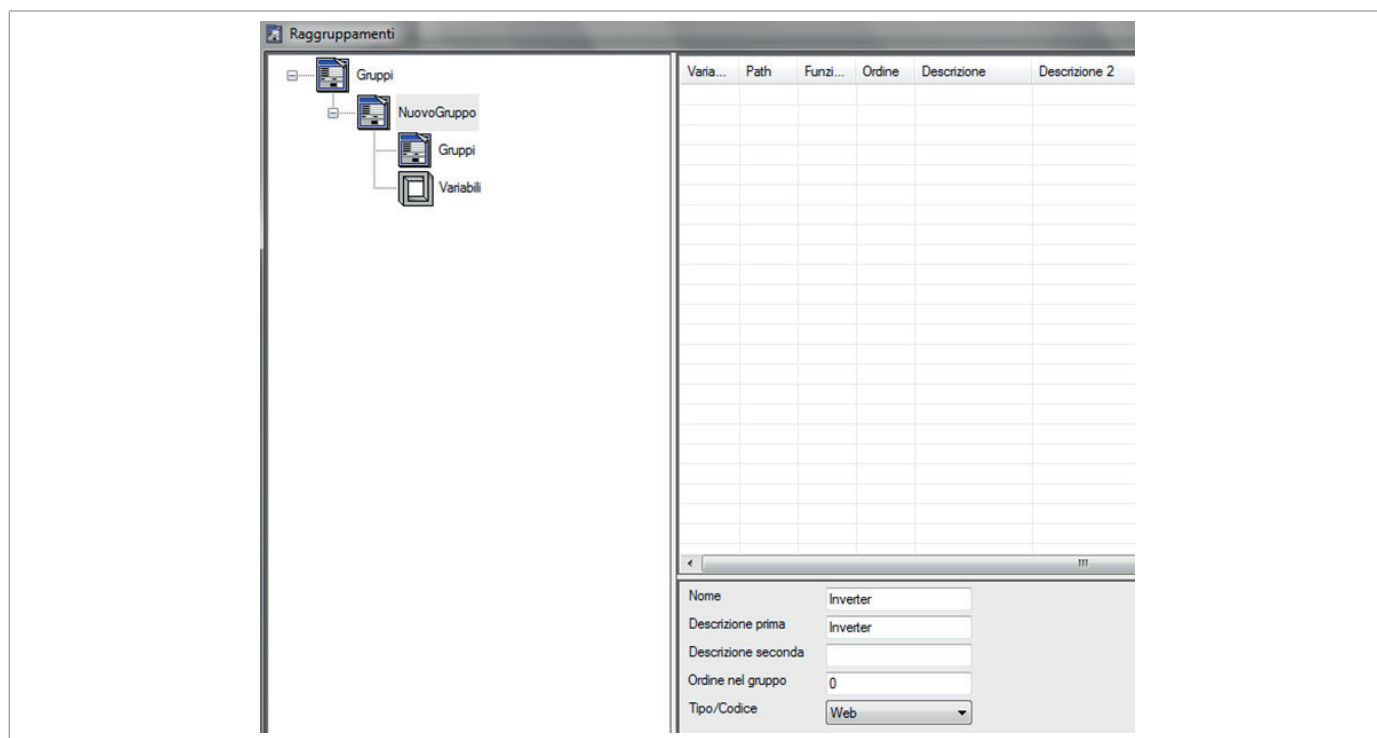 Raggruppamenti
Gruppi
NuovoGruppo
Gruppi
Variabili
Varia... Path Funzi... Ordine Descrizione Descrizione 2
Nome Inverter
Descrizione prima Inverter
Descrizione seconda
Ordine nel gruppo 0
Tipo/Codice Web